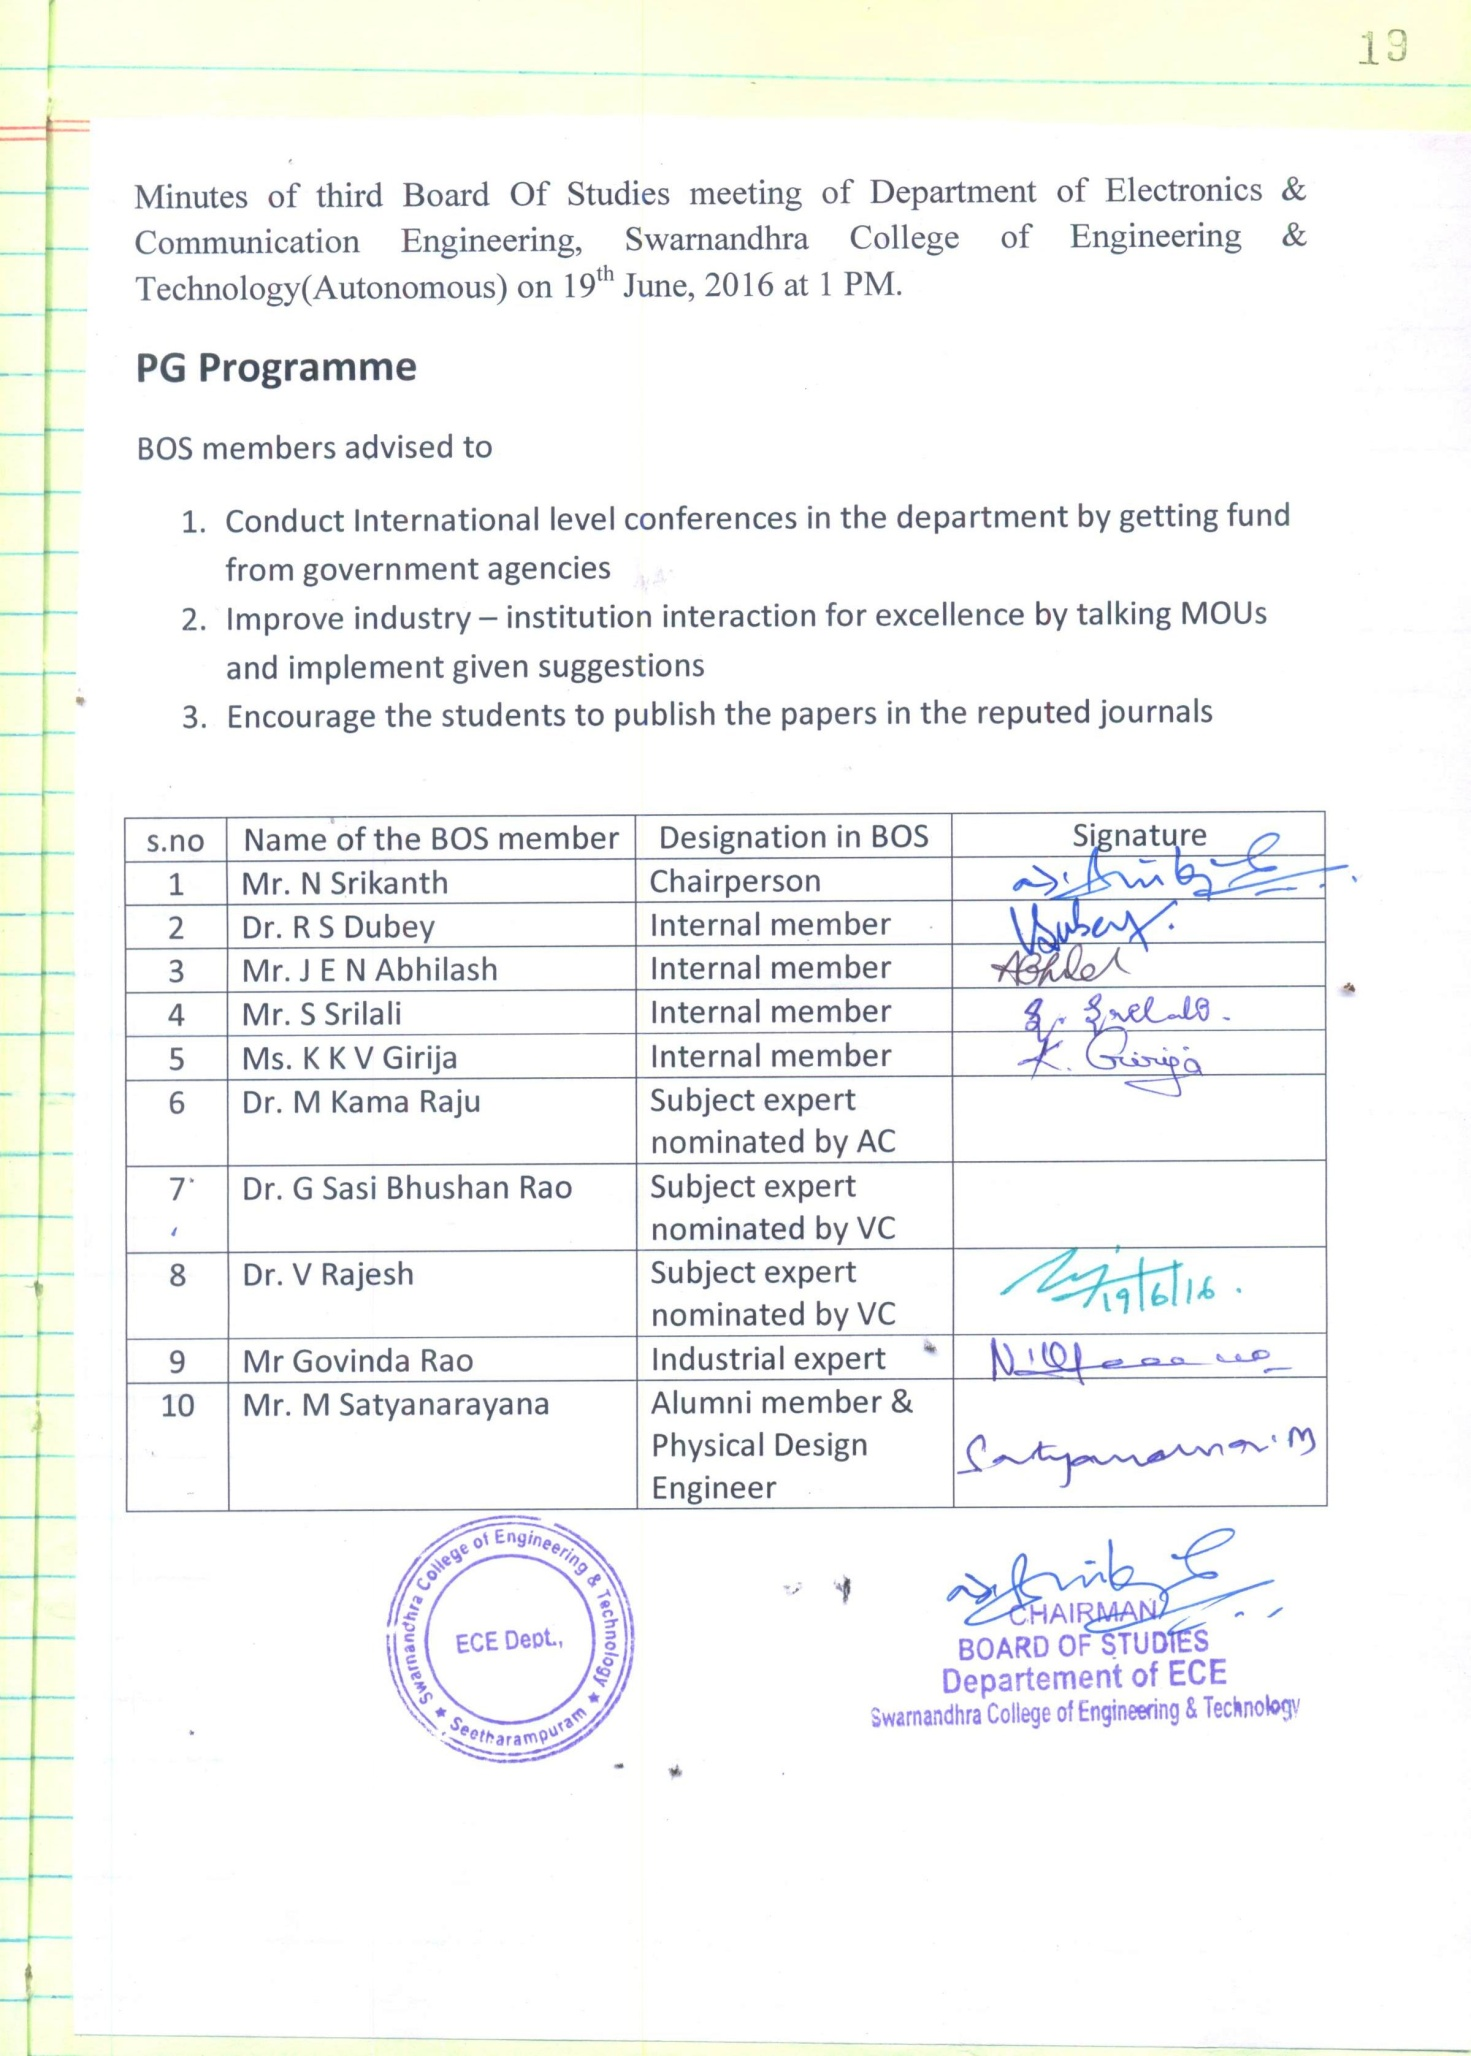 19
Minutes of third Board Of Studies meeting of Department of Electronics &
Communication Engineering, Swarnandhra College of Engineering &
Technology(Autonomous) on 19th June, 2016 at 1 PM.
PG Programme
BOS members advised to
1. Conduct International level conferences in the department by getting fund
from government agencies
2. Improve industry – institution interaction for excellence by talking MOUs
and implement given suggestions
3. Encourage the students to publish the papers in the reputed journals
s.no Name of the BOS member Designation in BOS Signature
1 Mr. N Srikanth Chairperson
2 Dr. R S Dubey Internal member
3 Mr. J E N Abhilash Internal member
4 Mr. S Srilali Internal member
5 Ms. K K V Girija Internal member K. Girija
6 Dr. M Kama Raju Subject expert
nominated by AC
7 Dr. G Sasi Bhushan Rao Subject expert
nominated by VC
8 Dr. V Rajesh Subject expert
nominated by VC 19/6/16.
9 Mr Govinda Rao Industrial expert
10 Mr. M Satyanarayana Alumni member &
Physical Design
Engineer
Swarnandhra College of Engineering & Technology
ECE Dept.,
★ Seetharampuram ★
CHAIRMAN
BOARD OF STUDIES
Departement of ECE
Swarnandhra College of Engineering & Technology